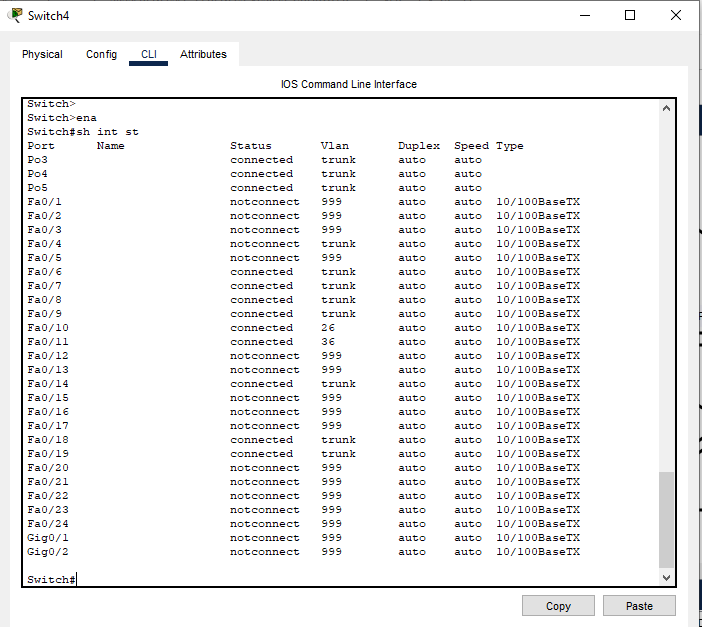 Switch4
Physical Config CLI Attributes
IOS Command Line Interface
Switch>
Switch>ena
Switch#sh int st
Port Name Status Vlan Duplex Speed Type
Po3 connected trunk auto auto
Po4 connected trunk auto auto
Po5 connected trunk auto auto
Fa0/1 notconnect 999 auto auto 10/100BaseTX
Fa0/2 notconnect 999 auto auto 10/100BaseTX
Fa0/3 notconnect 999 auto auto 10/100BaseTX
Fa0/4 notconnect trunk auto auto 10/100BaseTX
Fa0/5 notconnect 999 auto auto 10/100BaseTX
Fa0/6 connected trunk auto auto 10/100BaseTX
Fa0/7 connected trunk auto auto 10/100BaseTX
Fa0/8 connected trunk auto auto 10/100BaseTX
Fa0/9 connected trunk auto auto 10/100BaseTX
Fa0/10 connected 26 auto auto 10/100BaseTX
Fa0/11 connected 36 auto auto 10/100BaseTX
Fa0/12 notconnect 999 auto auto 10/100BaseTX
Fa0/13 notconnect 999 auto auto 10/100BaseTX
Fa0/14 connected trunk auto auto 10/100BaseTX
Fa0/15 notconnect 999 auto auto 10/100BaseTX
Fa0/16 notconnect 999 auto auto 10/100BaseTX
Fa0/17 notconnect 999 auto auto 10/100BaseTX
Fa0/18 connected trunk auto auto 10/100BaseTX
Fa0/19 connected trunk auto auto 10/100BaseTX
Fa0/20 notconnect 999 auto auto 10/100BaseTX
Fa0/21 notconnect 999 auto auto 10/100BaseTX
Fa0/22 notconnect 999 auto auto 10/100BaseTX
Fa0/23 notconnect 999 auto auto 10/100BaseTX
Fa0/24 notconnect 999 auto auto 10/100BaseTX
Gig0/1 notconnect 999 auto auto 10/100BaseTX
Gig0/2 notconnect 999 auto auto 10/100BaseTX
Switch#
Copy Paste